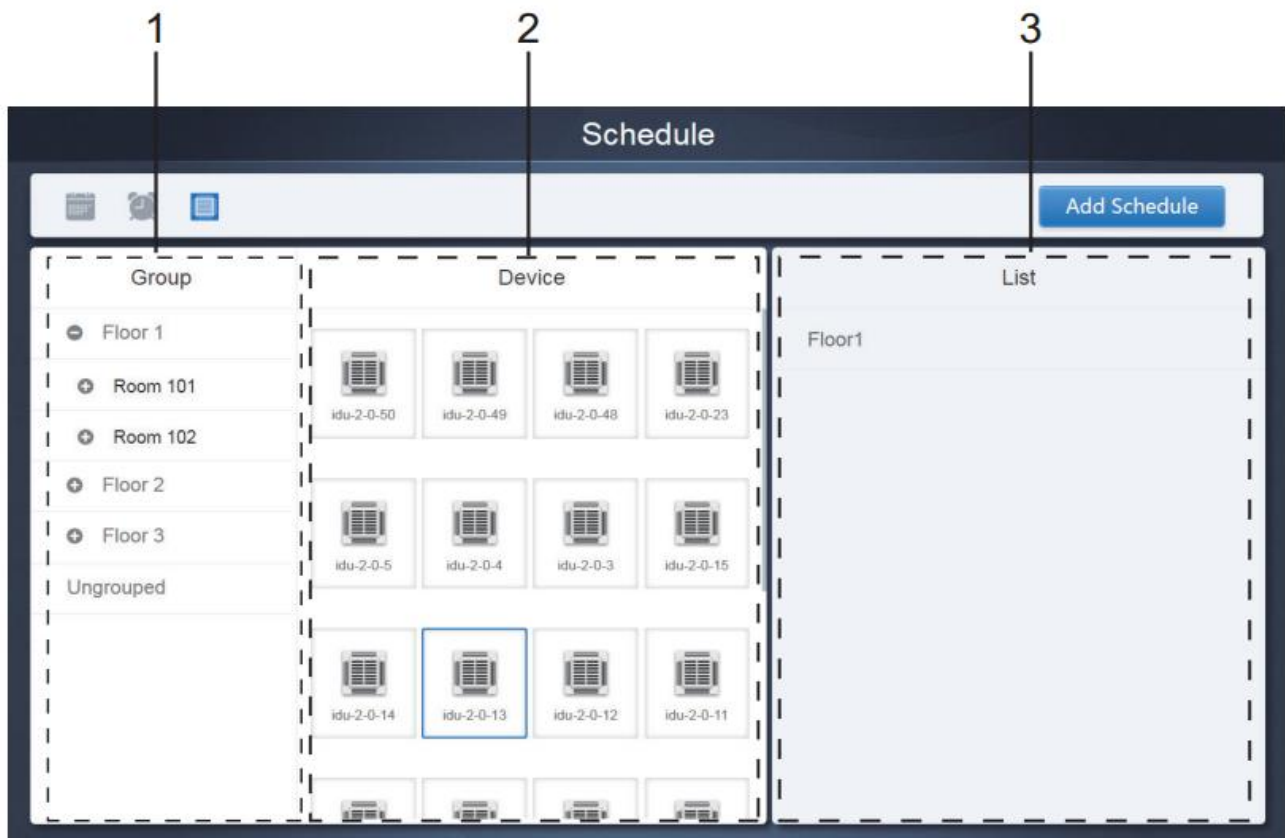 1 2 3
Schedule
Add Schedule
Group
Floor 1
Room 101
Room 102
Floor 2
Floor 3
Ungrouped
Device
idu-2-0-50 idu-2-0-49 idu-2-0-48 idu-2-0-23
idu-2-0-5 idu-2-0-4 idu-2-0-3 idu-2-0-15
idu-2-0-14 idu-2-0-13 idu-2-0-12 idu-2-0-11
List
Floor1